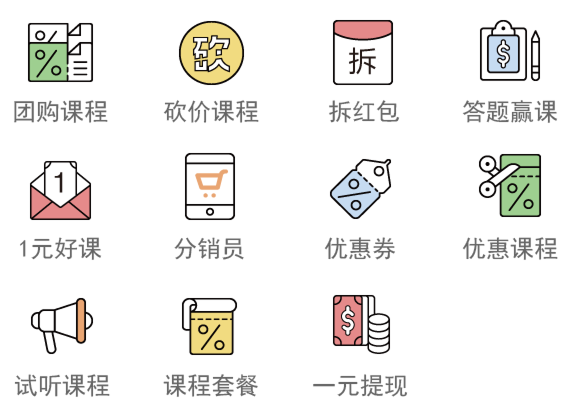 砍
拆
团购课程 砍价课程 拆红包 答题赢课
1
1元好课 分销员 优惠券 优惠课程
试听课程 课程套餐 一元提现